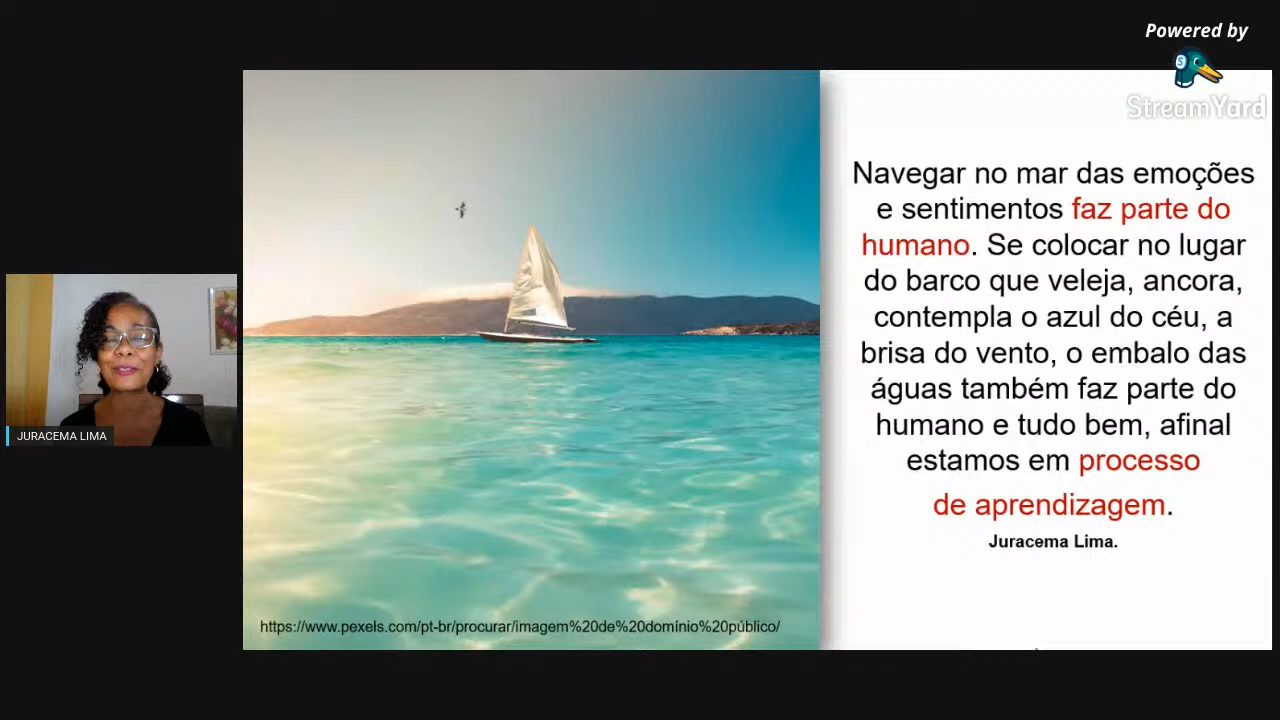 Powered by
StreamYard
Navegar no mar das emoções
e sentimentos faz parte do
humano. Se colocar no lugar
do barco que veleja, ancora,
contempla o azul do céu, a
brisa do vento, o embalo das
águas também faz parte do
humano e tudo bem, afinal
estamos em processo
de aprendizagem.
Juracema Lima.
JURACEMA LIMA
https://www.pexels.com/pt-br/procurar/imagem%20de%20domínio%20público/